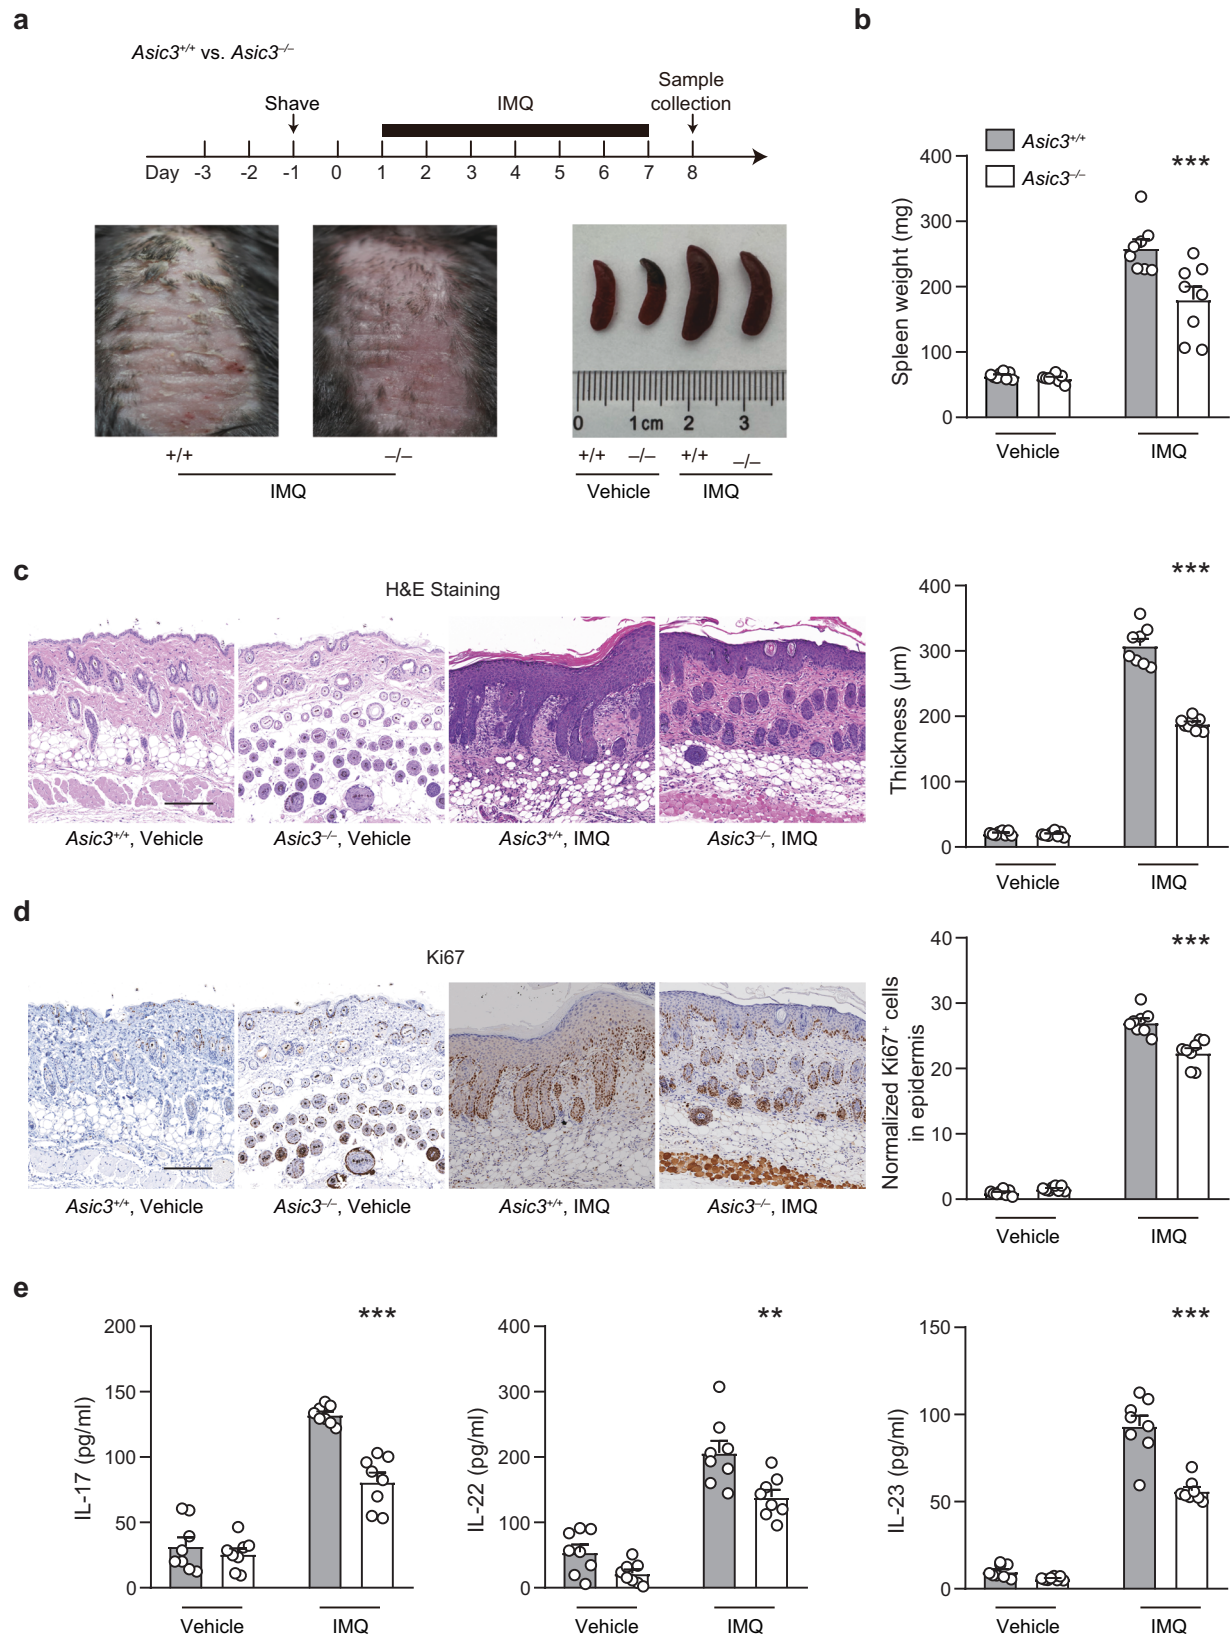 a
Asic3+/+ vs. Asic3–/–
Shave
IMQ
Sample
collection
Day -3 -2 -1 0 1 2 3 4 5 6 7 8
+/+ –/–
IMQ
0 1cm 2 3
+/+ –/– +/+ –/–
Vehicle IMQ
b
Asic3+/+
Asic3–/–
Spleen weight (mg)
400
300
200
100
0
***
Vehicle IMQ
c
H&E Staining
Asic3+/+, Vehicle Asic3–/–, Vehicle Asic3+/+, IMQ Asic3–/–, IMQ
Thickness (µm)
400
300
200
100
0
***
Vehicle IMQ
d
Ki67
Asic3+/+, Vehicle Asic3–/–, Vehicle Asic3+/+, IMQ Asic3–/–, IMQ
Normalized Ki67+ cells
in epidermis
40
30
20
10
0
***
Vehicle IMQ
e
IL-17 (pg/ml)
200
150
100
50
0
***
Vehicle IMQ
IL-22 (pg/ml)
400
300
200
100
0
**
Vehicle IMQ
IL-23 (pg/ml)
150
100
50
0
***
Vehicle IMQ